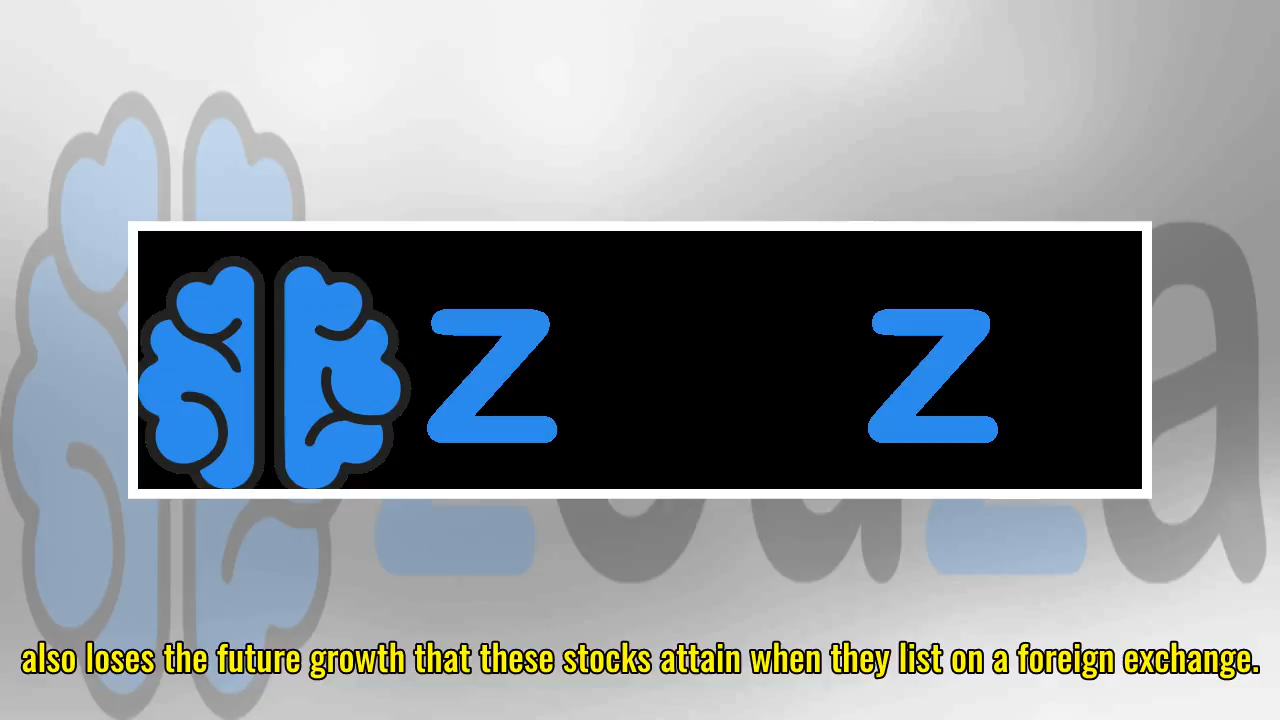 z z
also loses the future growth that these stocks attain when they list on a foreign exchange.